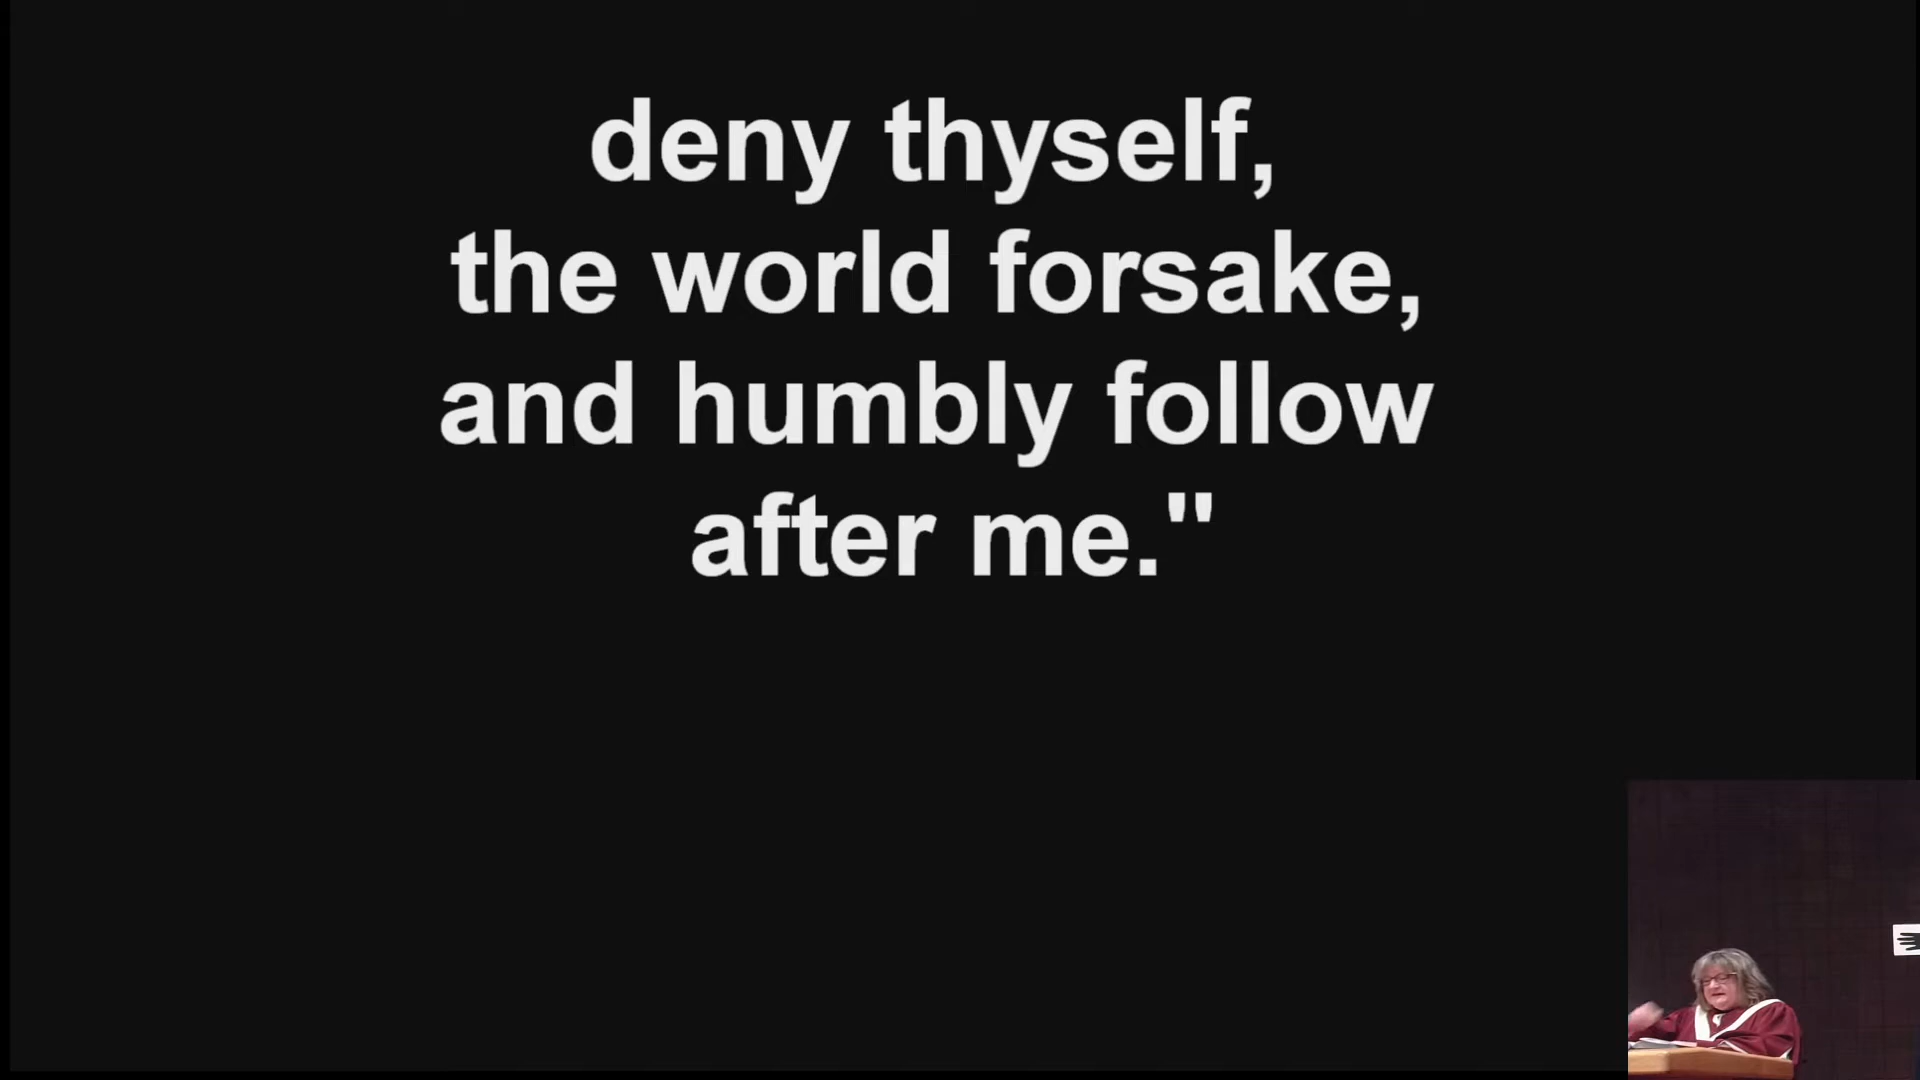 deny thyself,
the world forsake,
and humbly follow
after me."